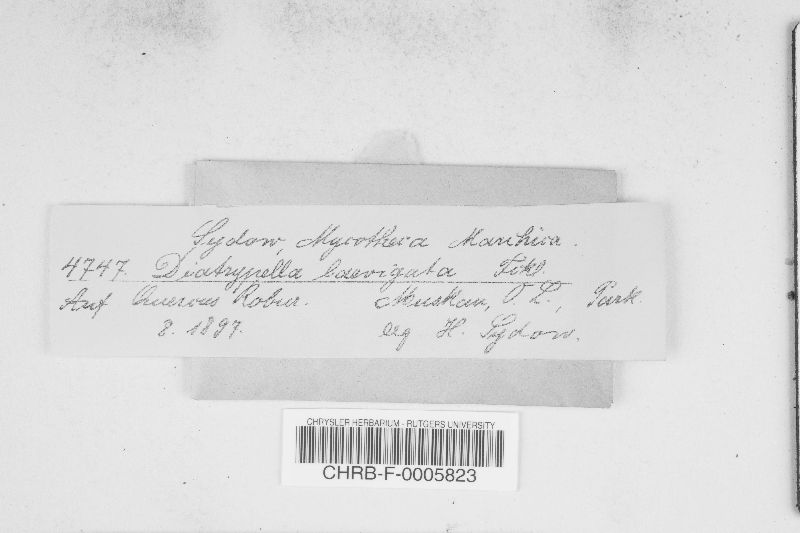 Sydow, Mycotheca Marchica.
4747. Diatrypella laevigata Fckl.
Auf Quercus Robur. Muskau, O. L., Park.
8. 1897. leg H. Sydow.
CHRYSLER HERBARIUM - RUTGERS UNIVERSITY
CHRB-F-0005823